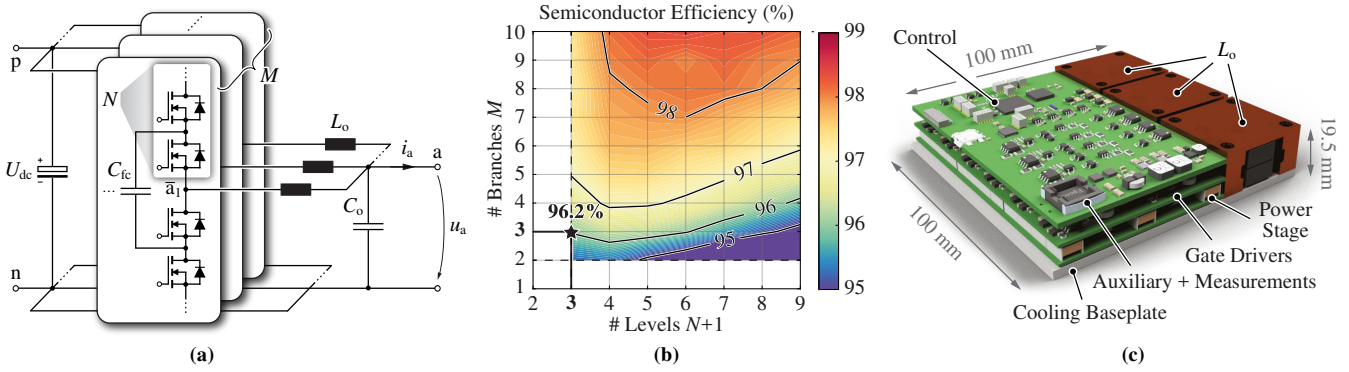 p
n
U_dc
+
−
N
M
C_fc
...
a̅_1
L_o
i_a
a
C_o
u_a
(a)
Semiconductor Efficiency (%)
# Branches M
10
9
8
7
6
5
4
3
2
1
98
97
96
95
96.2%
2 3 4 5 6 7 8 9
# Levels N+1
99
98
97
96
95
(b)
Control
100 mm
L_o
19.5 mm
100 mm
Power
Stage
Gate Drivers
Auxiliary + Measurements
Cooling Baseplate
(c)